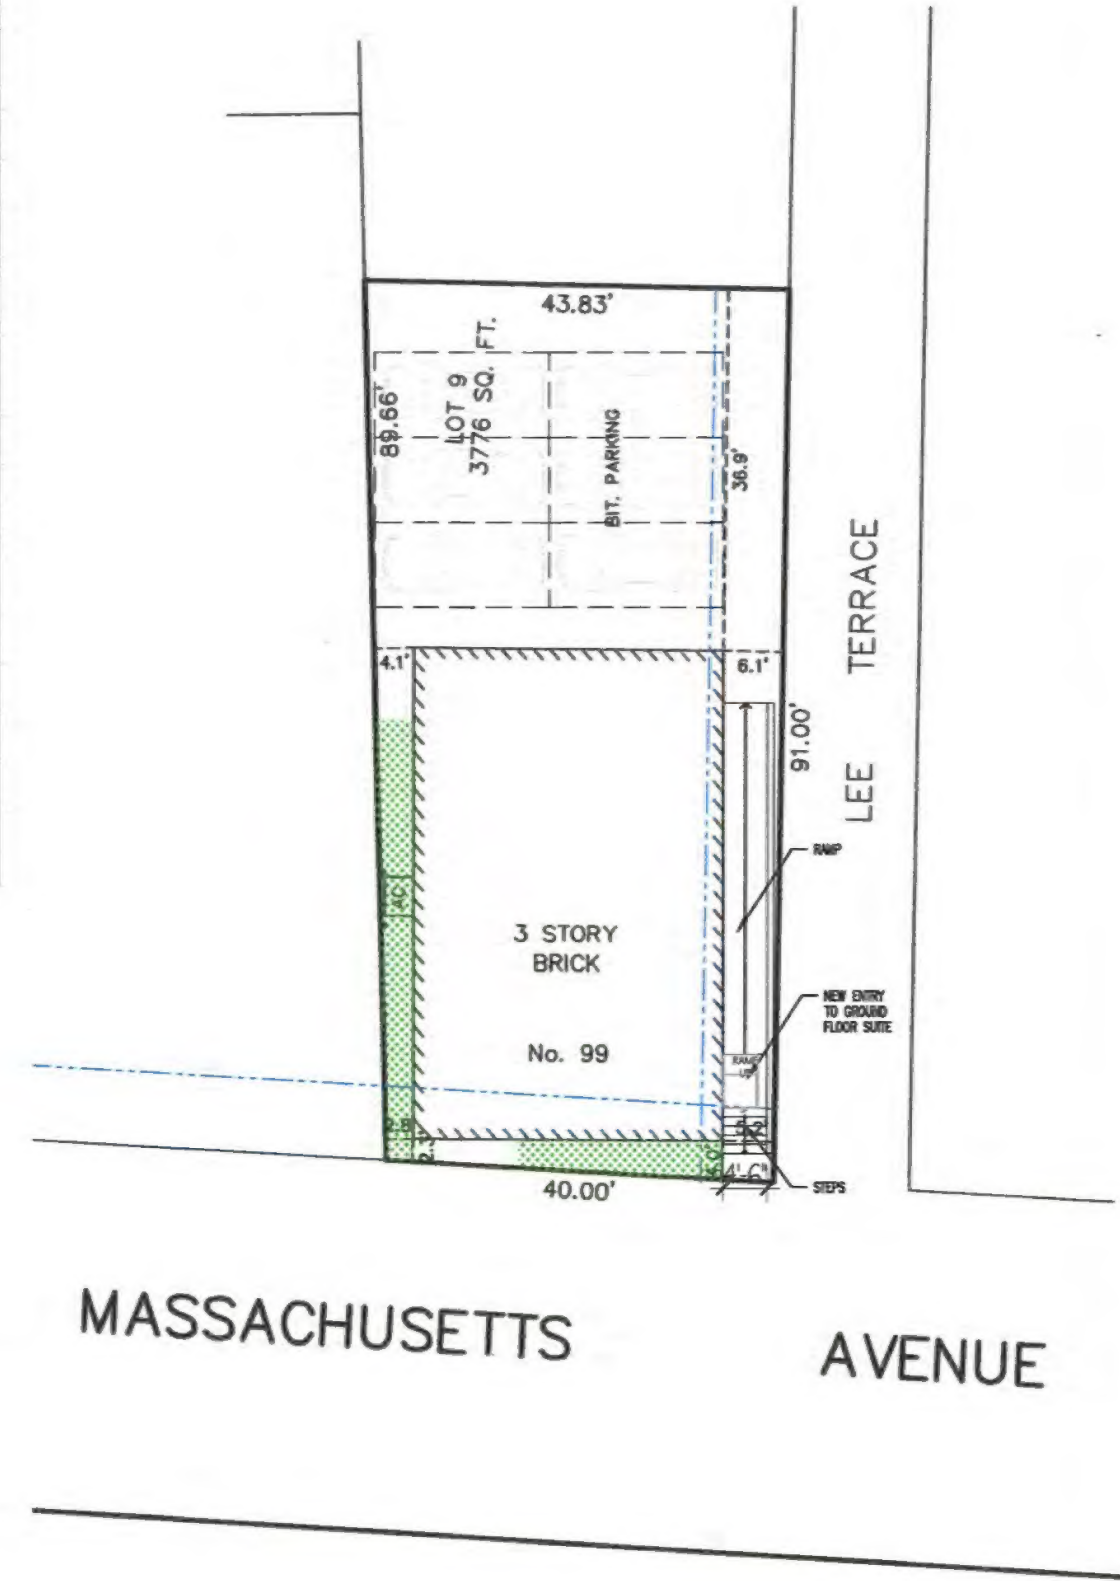 43.83'
89.66'
LOT 9
3776 SQ. FT.
BIT. PARKING
36.9'
4.1'
6.1'
91.00'
LEE TERRACE
RAMP
AC
3 STORY
BRICK
No. 99
NEW ENTRY
TO GROUND
FLOOR SUITE
RAMP
UP
4'-6"
STEPS
40.00'
MASSACHUSETTS AVENUE